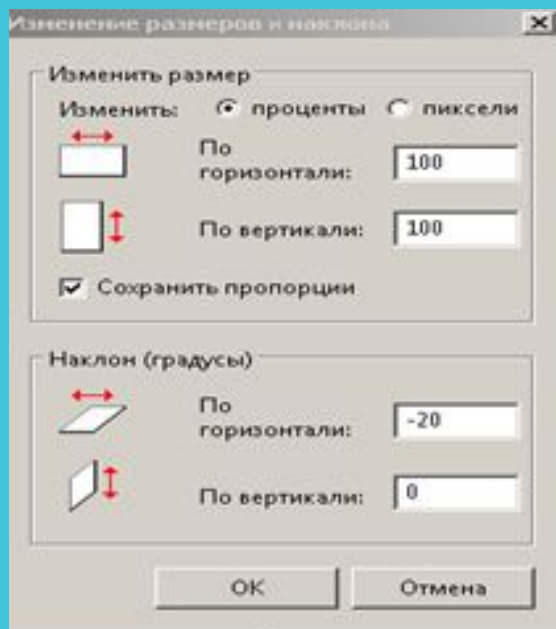 Изменение размеров и наклона
Изменить размер
Изменить: проценты пиксели
По
горизонтали: 100
По вертикали: 100
Сохранить пропорции
Наклон (градусы)
По
горизонтали: -20
По вертикали: 0
OK Отмена